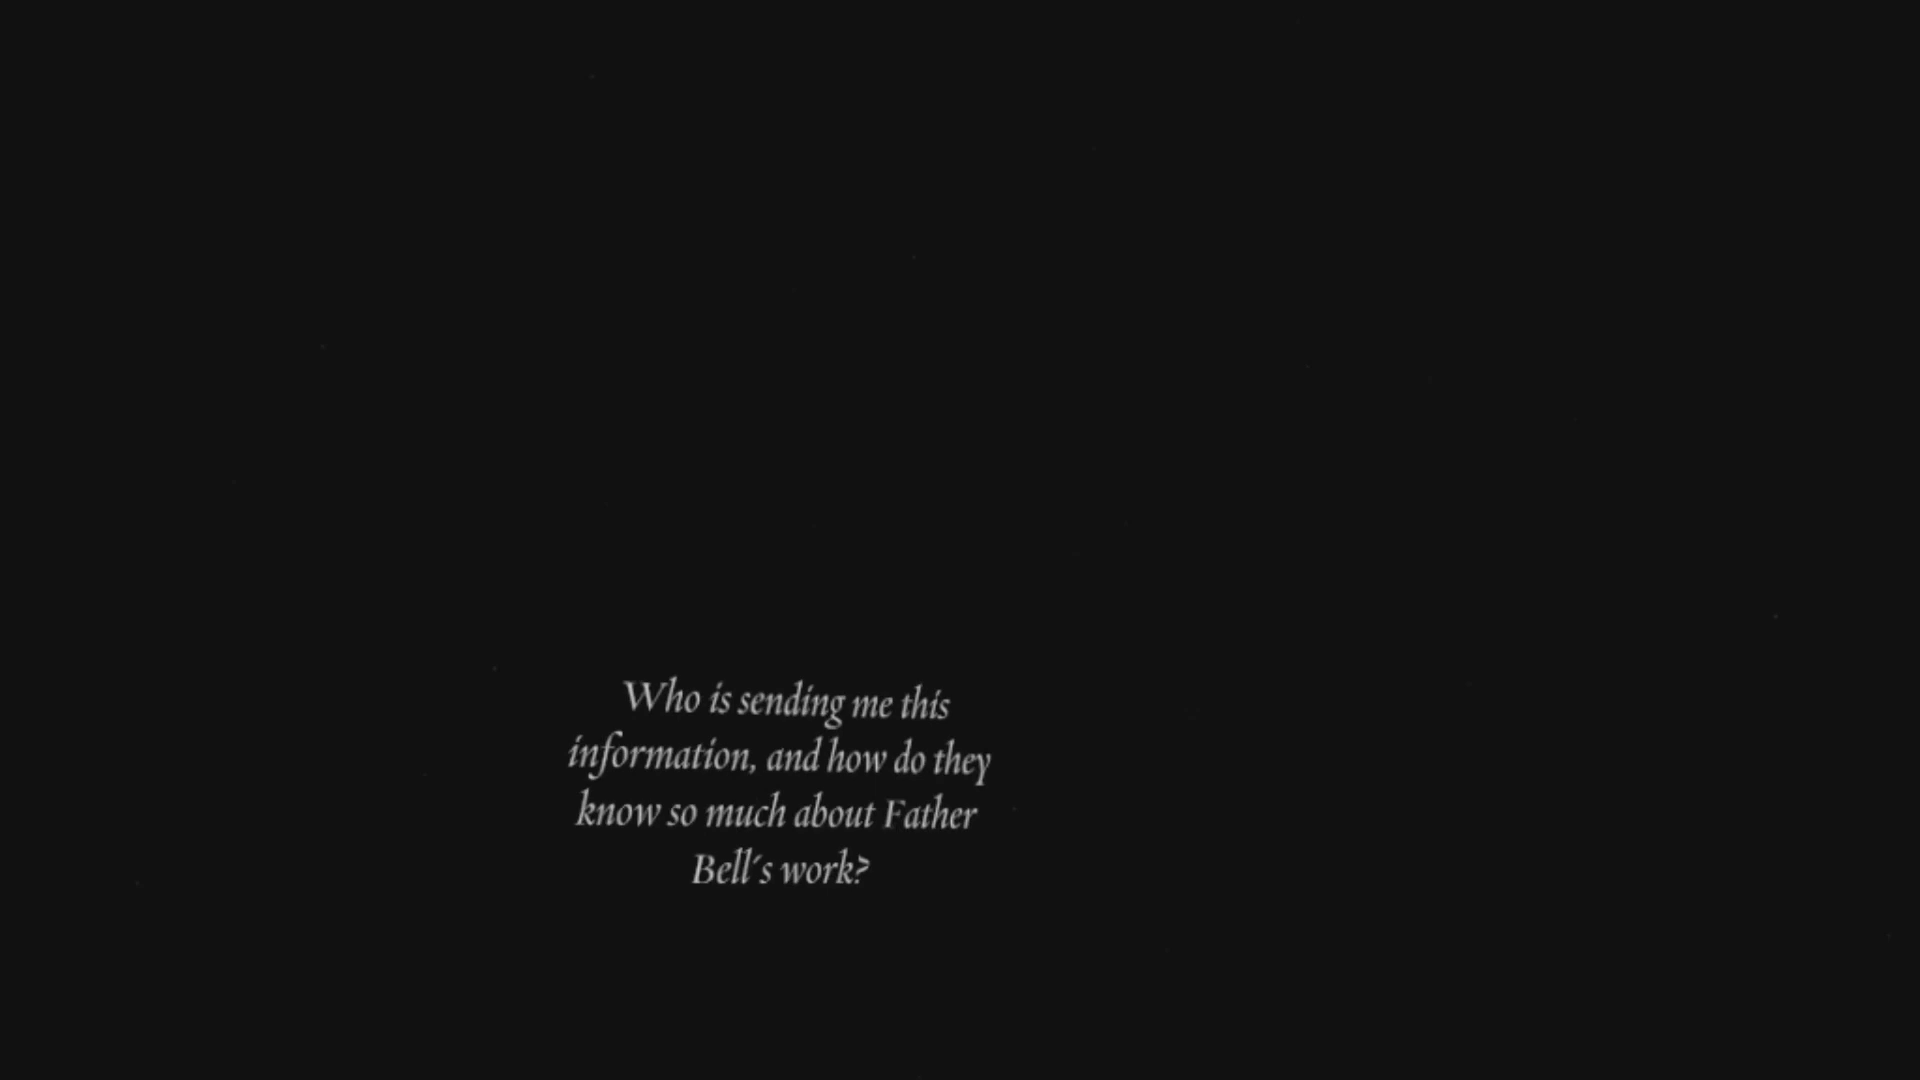 Who is sending me this
information, and how do they
know so much about Father
Bell's work?